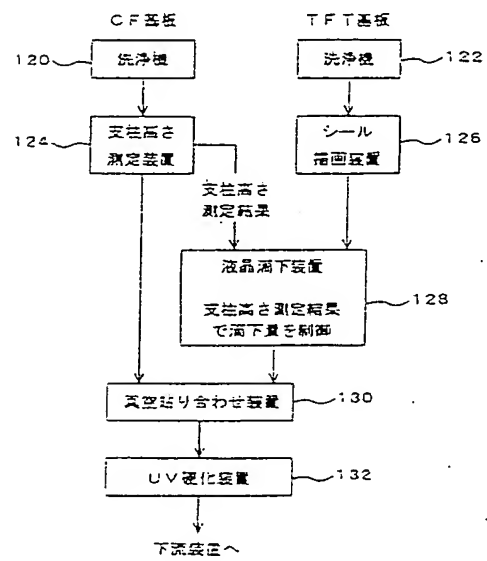 CF基板
TFT基板
120
洗浄機
洗浄機
122
124
支柱高さ
測定装置
シール
描画装置
126
支柱高さ
測定結果
液晶滴下装置
支柱高さ測定結果
で滴下量を制御
128
真空貼り合わせ装置
130
UV硬化装置
132
下流装置へ